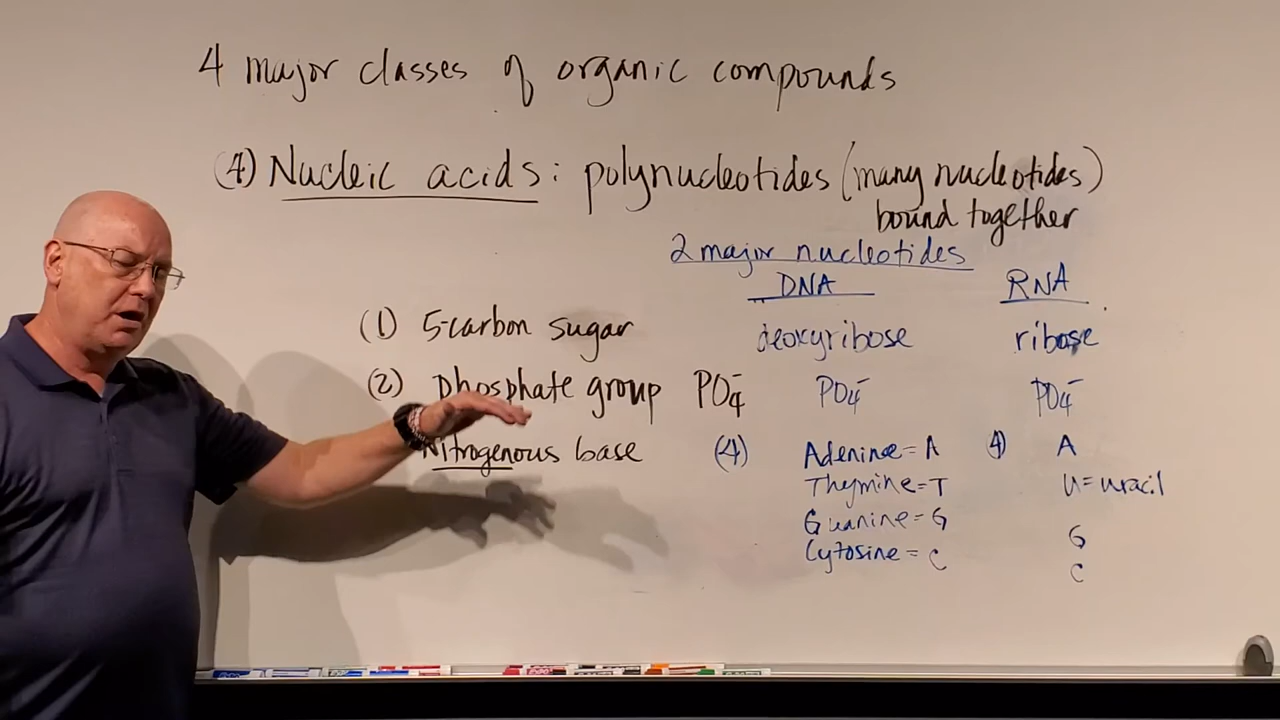 4 major classes of organic compounds
(4) Nucleic acids: polynucleotides (many nucleotides)
bound together
2 major nucleotides
DNA RNA
(1) 5-carbon sugar deoxyribose ribose
(2) phosphate group PO4⁻ PO4⁻ PO4⁻
Nitrogenous base (4) Adenine = A 4) A
Thymine = T U = uracil
Guanine = G G
Cytosine = C C